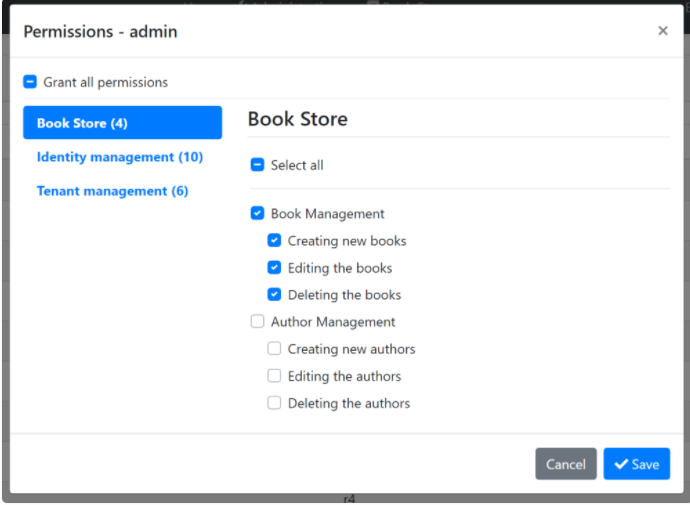 Permissions - admin ×
Grant all permissions
Book Store (4)
Identity management (10)
Tenant management (6)
Book Store
Select all
Book Management
Creating new books
Editing the books
Deleting the books
Author Management
Creating new authors
Editing the authors
Deleting the authors
Cancel
Save
r4